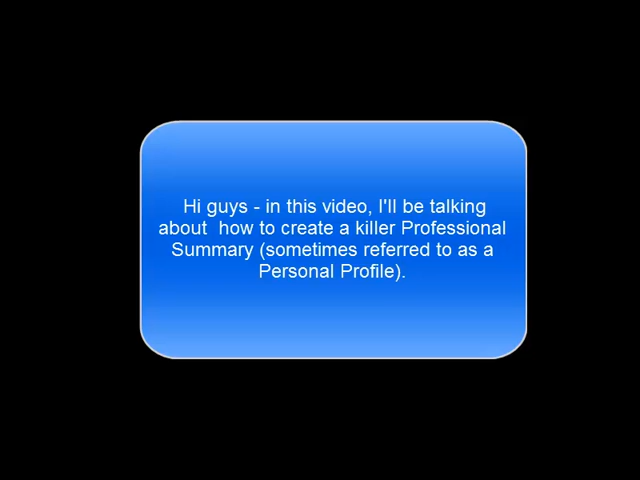 Hi guys - in this video, I'll be talking
about  how to create a killer Professional
Summary (sometimes referred to as a
Personal Profile).